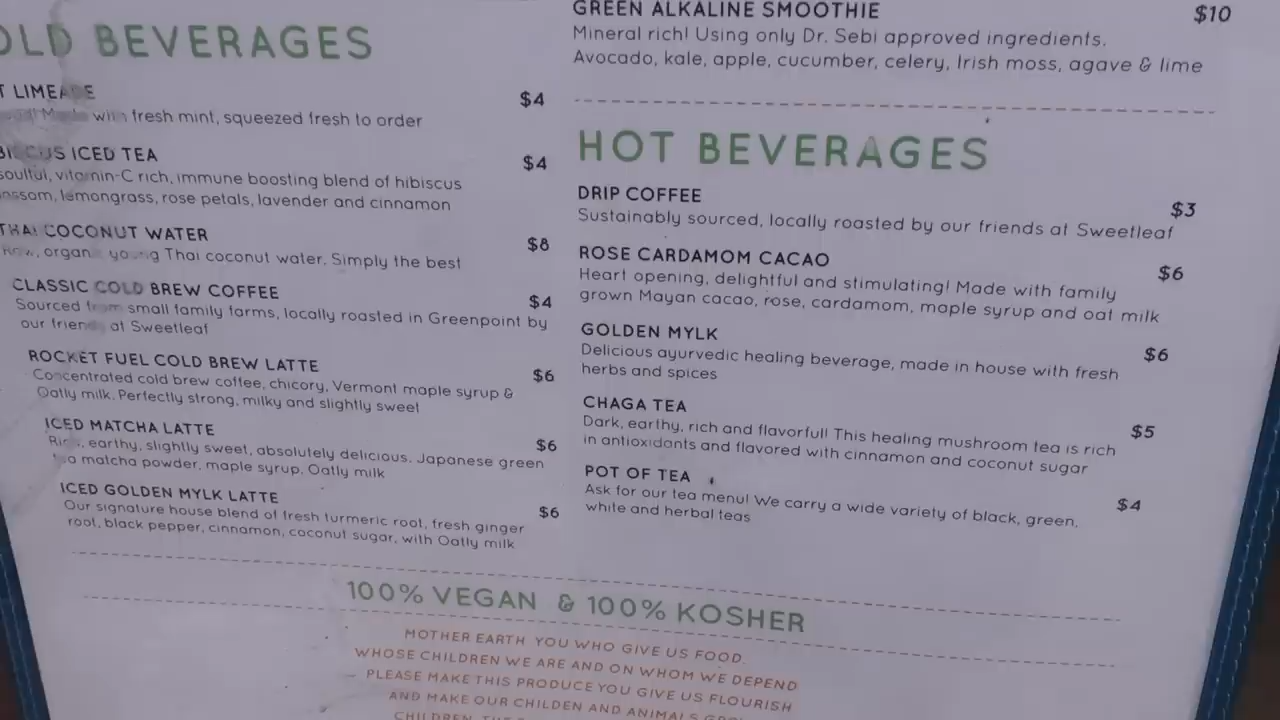 OLD BEVERAGES
T LIMEADE $4
with fresh mint, squeezed fresh to order
BISCUS ICED TEA $4
soulful, vitamin-C rich, immune boosting blend of hibiscus
ossom, lemongrass, rose petals, lavender and cinnamon
THAI COCONUT WATER $8
Raw, organic young Thai coconut water. Simply the best
CLASSIC COLD BREW COFFEE $4
Sourced from small family farms, locally roasted in Greenpoint by
our friends at Sweetleaf
ROCKET FUEL COLD BREW LATTE $6
Concentrated cold brew coffee, chicory, Vermont maple syrup &
Oatly milk. Perfectly strong, milky and slightly sweet
ICED MATCHA LATTE $6
Rich, earthy, slightly sweet, absolutely delicious. Japanese green
tea matcha powder, maple syrup, Oatly milk
ICED GOLDEN MYLK LATTE $6
Our signature house blend of fresh turmeric root, fresh ginger
root, black pepper, cinnamon, coconut sugar, with Oatly milk
GREEN ALKALINE SMOOTHIE $10
Mineral rich! Using only Dr. Sebi approved ingredients.
Avocado, kale, apple, cucumber, celery, Irish moss, agave & lime
HOT BEVERAGES
DRIP COFFEE $3
Sustainably sourced, locally roasted by our friends at Sweetleaf
ROSE CARDAMOM CACAO $6
Heart opening, delightful and stimulating! Made with family
grown Mayan cacao, rose, cardamom, maple syrup and oat milk
GOLDEN MYLK $6
Delicious ayurvedic healing beverage, made in house with fresh
herbs and spices
CHAGA TEA $5
Dark, earthy, rich and flavorful! This healing mushroom tea is rich
in antioxidants and flavored with cinnamon and coconut sugar
POT OF TEA $4
Ask for our tea menu! We carry a wide variety of black, green,
white and herbal teas
100% VEGAN & 100% KOSHER
MOTHER EARTH YOU WHO GIVE US FOOD.
WHOSE CHILDREN WE ARE AND ON WHOM WE DEPEND
PLEASE MAKE THIS PRODUCE YOU GIVE US FLOURISH
AND MAKE OUR CHILDEN AND ANIMALS
CHILDREN